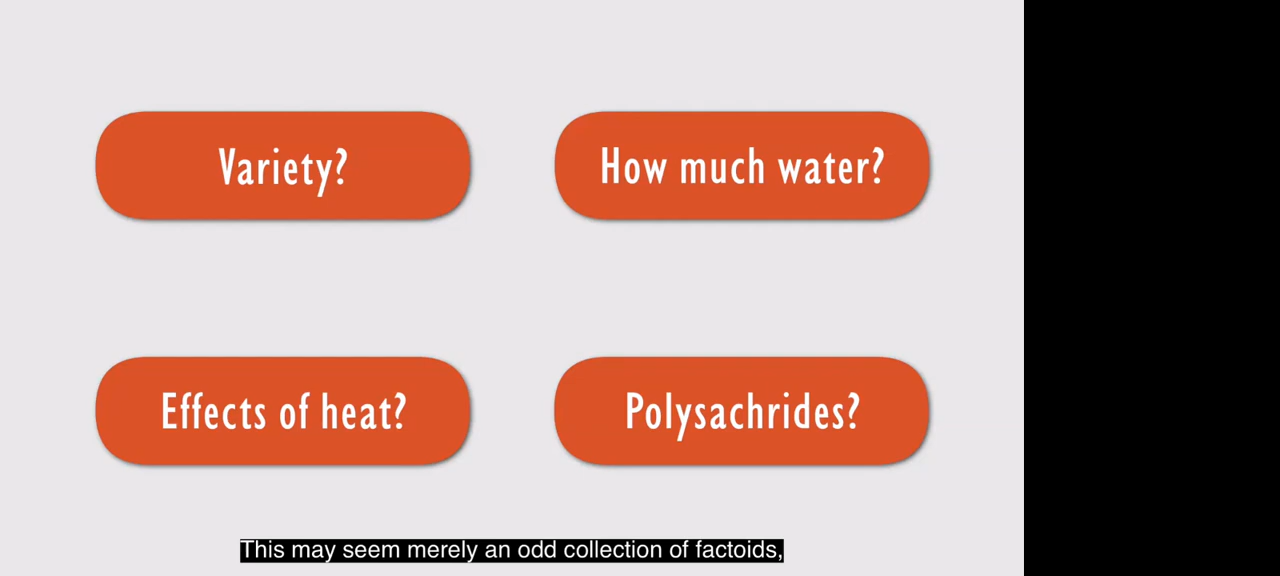 Variety?
How much water?
Effects of heat?
Polysachrides?
This may seem merely an odd collection of factoids,